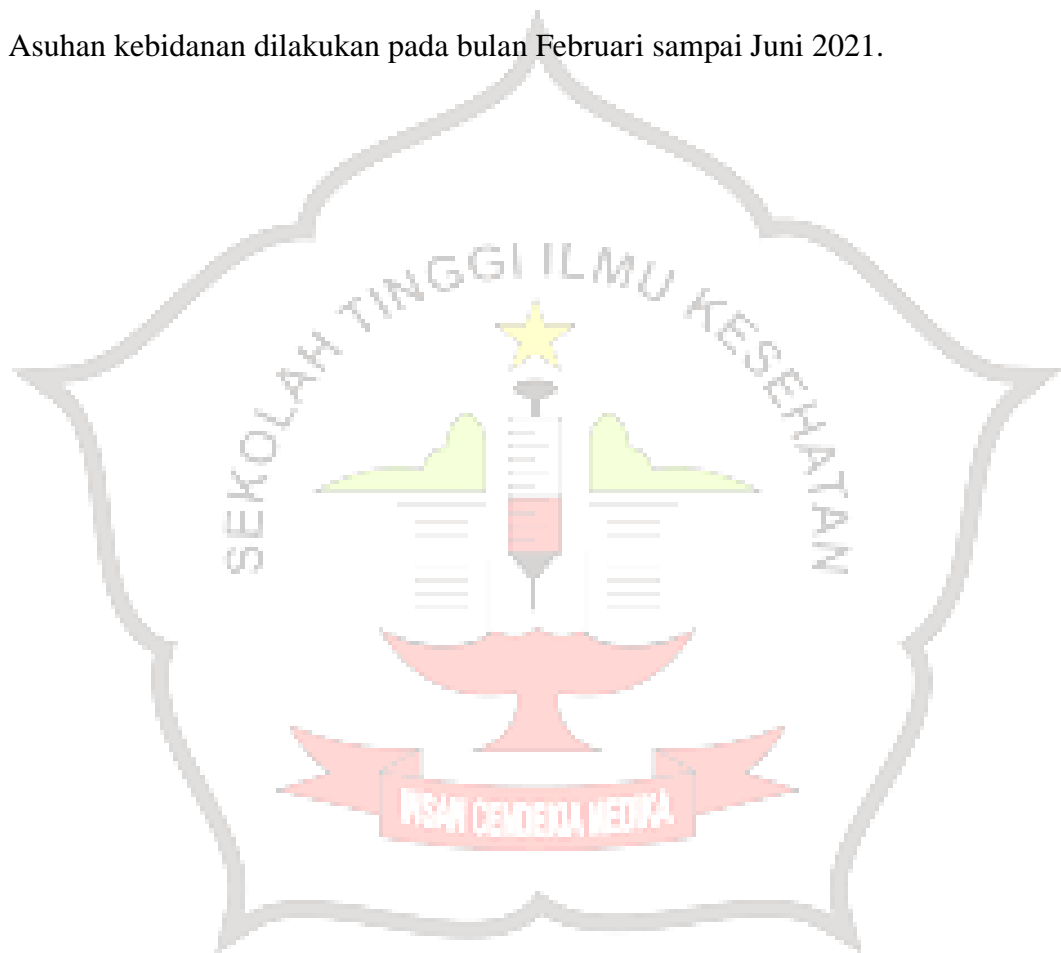 Asuhan kebidanan dilakukan pada bulan Februari sampai Juni 2021.
SEKOLAH TINGGI ILMU KESEHATAN
INSAN CENDEKIA MEDIKA